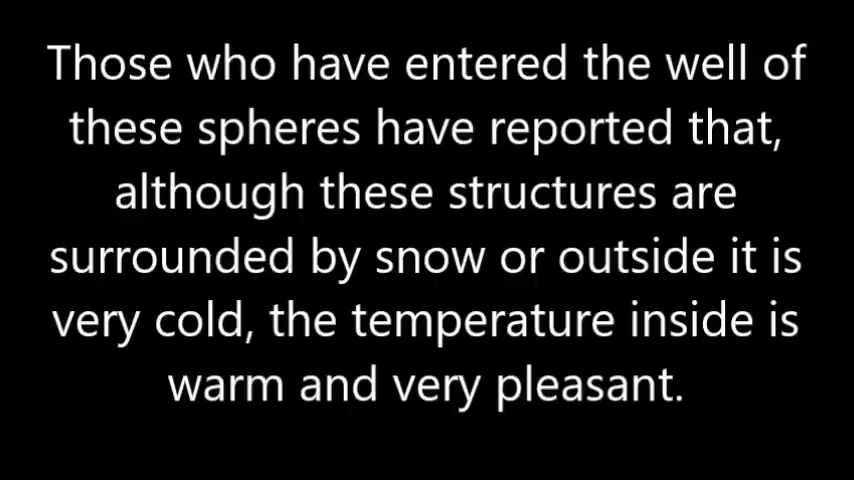 Those who have entered the well of
these spheres have reported that,
although these structures are
surrounded by snow or outside it is
very cold, the temperature inside is
warm and very pleasant.